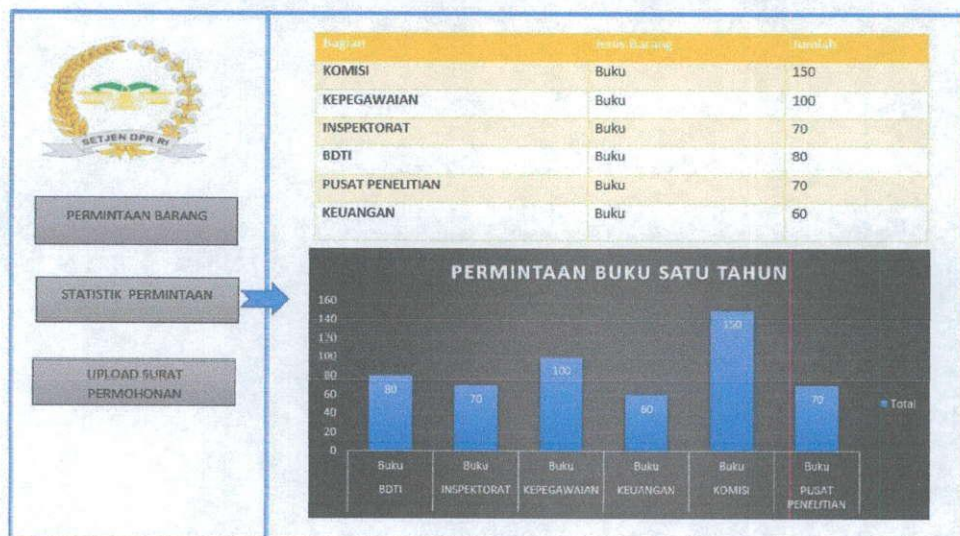 SETJEN DPR RI
PERMINTAAN BARANG
STATISTIK PERMINTAAN
UPLOAD SURAT
PERMOHONAN
Bagian Jenis Barang Jumlah
KOMISI Buku 150
KEPEGAWAIAN Buku 100
INSPEKTORAT Buku 70
BDTI Buku 80
PUSAT PENELITIAN Buku 70
KEUANGAN Buku 60
PERMINTAAN BUKU SATU TAHUN
160
140
120
100
80
60
40
20
0
80 70 100 60 150 70
Total
Buku Buku Buku Buku Buku Buku
BDTI INSPEKTORAT KEPEGAWAIAN KEUANGAN KOMISI PUSAT
PENELITIAN